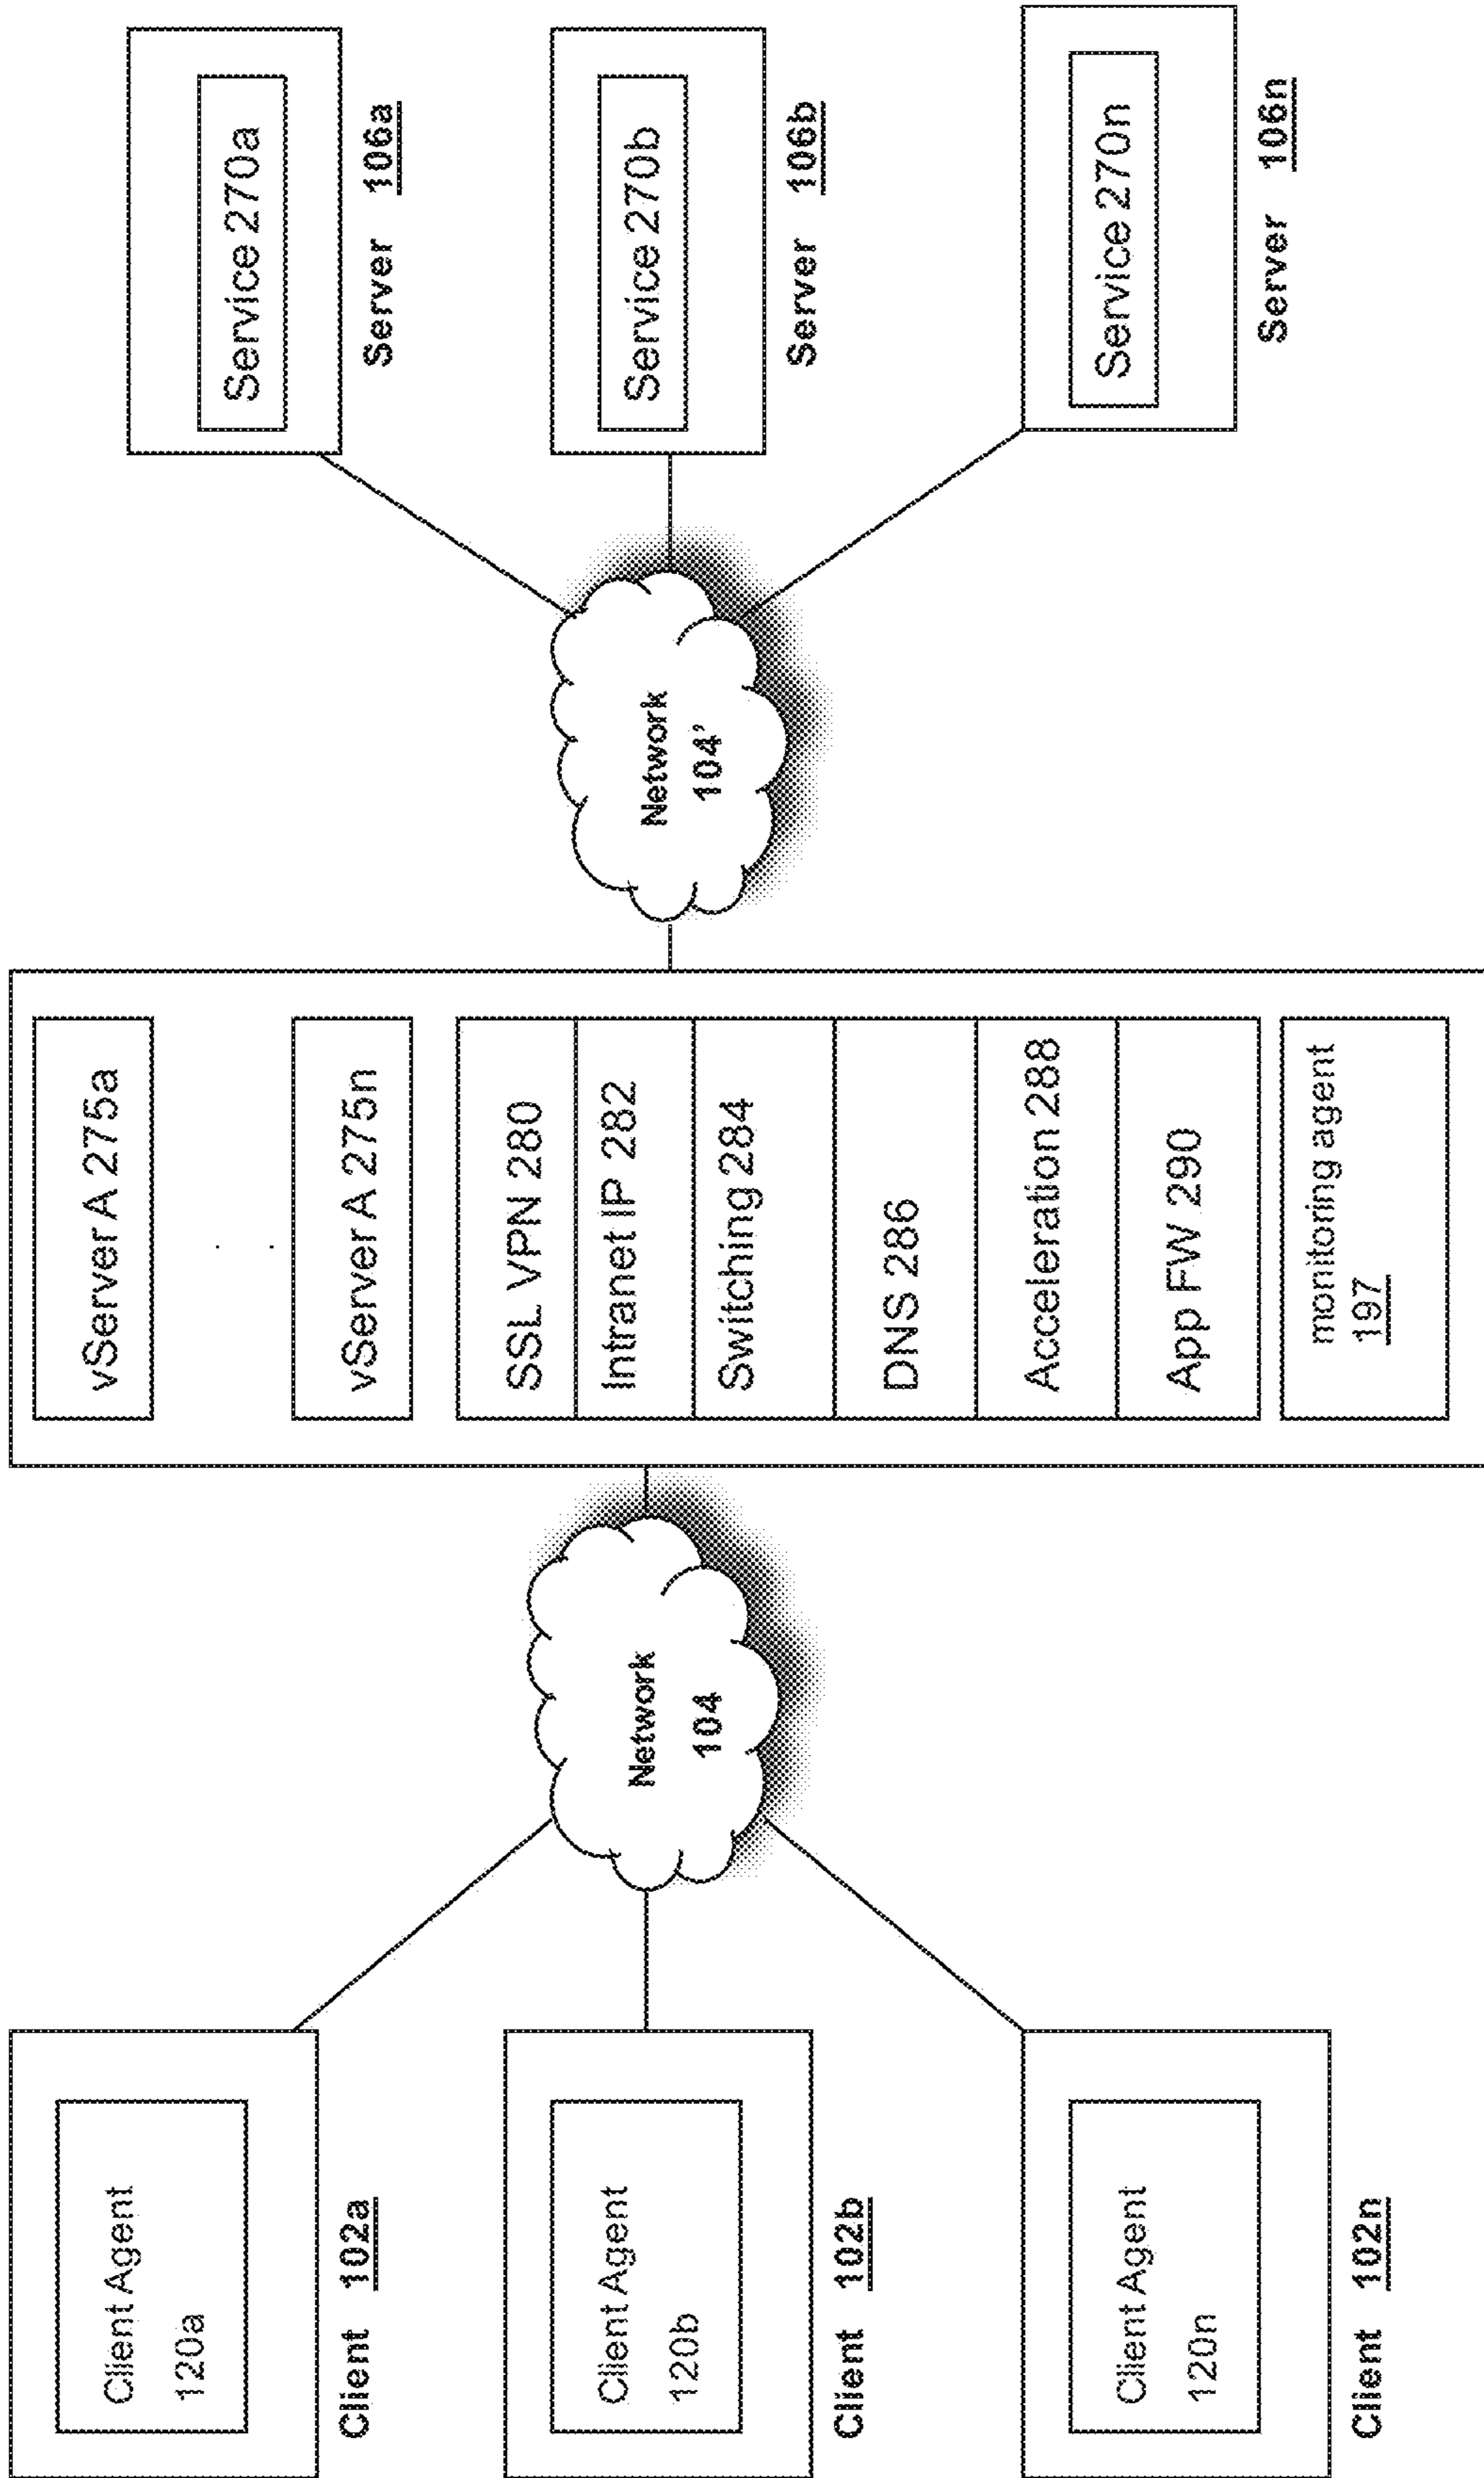 Client Agent
120a
Client 102a
Client Agent
120b
Client 102b
Client Agent
120n
Client 102n
Network
104
vServer A 275a
. .
vServer A 275n
SSL VPN 280
Intranet IP 282
Switching 284
DNS 286
Acceleration 288
App FW 290
monitoring agent
197
Network
104'
Service 270a
Server 106a
Service 270b
Server 106b
Service 270n
Server 106n